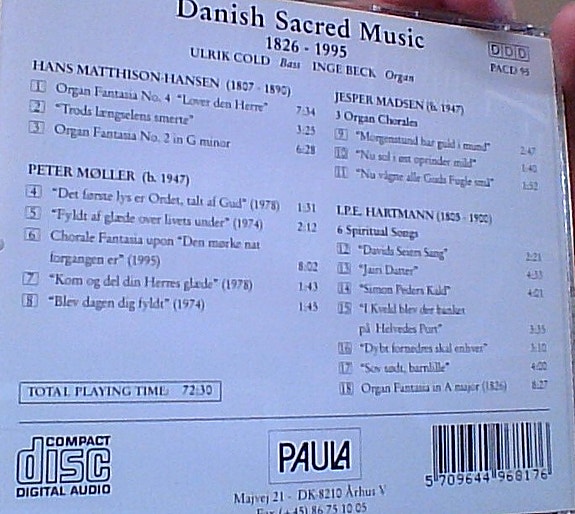 Danish Sacred Music
1826 - 1995
ULRIK COLD Bass INGE BECK Organ
DDD
PACD 95
HANS MATTHISON-HANSEN (1807 - 1890)
1 Organ Fantasia No. 4 "Lover den Herre" 7:34
2 "Trods længselens smerte" 3:25
3 Organ Fantasia No. 2 in G minor 6:28
PETER MØLLER (b. 1947)
4 "Det første lys er Ordet, talt af Gud" (1978) 1:31
5 "Fyldt af glæde over livets under" (1974) 2:12
6 Chorale Fantasia upon "Den mørke nat
forgangen er" (1995) 8:02
7 "Kom og del din Herres glæde" (1978) 1:43
8 "Blev dagen dig fyldt" (1974) 1:45
JESPER MADSEN (b. 1947)
3 Organ Chorales
9 "Morgenstund har guld i mund" 2:47
10 "Nu sol i øst oprinder mild" 1:40
11 "Nu vågne alle Guds Fugle små" 1:32
I.P.E. HARTMANN (1805 - 1900)
6 Spiritual Songs
12 "Davids Seiers Sang" 2:21
13 "Jairi Datter" 4:33
14 "Simon Peders Kald" 4:01
15 "I Kveld blev der banket
på Helvedes Port" 3:35
16 "Dybt fornedres skal enhver" 3:10
17 "Sov sødt, barnlille" 4:00
18 Organ Fantasia in A major (1826) 8:27
TOTAL PLAYING TIME: 72:30
COMPACT
disc
DIGITAL AUDIO
PAULA
Majvej 21 - DK-8210 Århus V
Fax (+45) 86 75 10 05
5 709644 968176